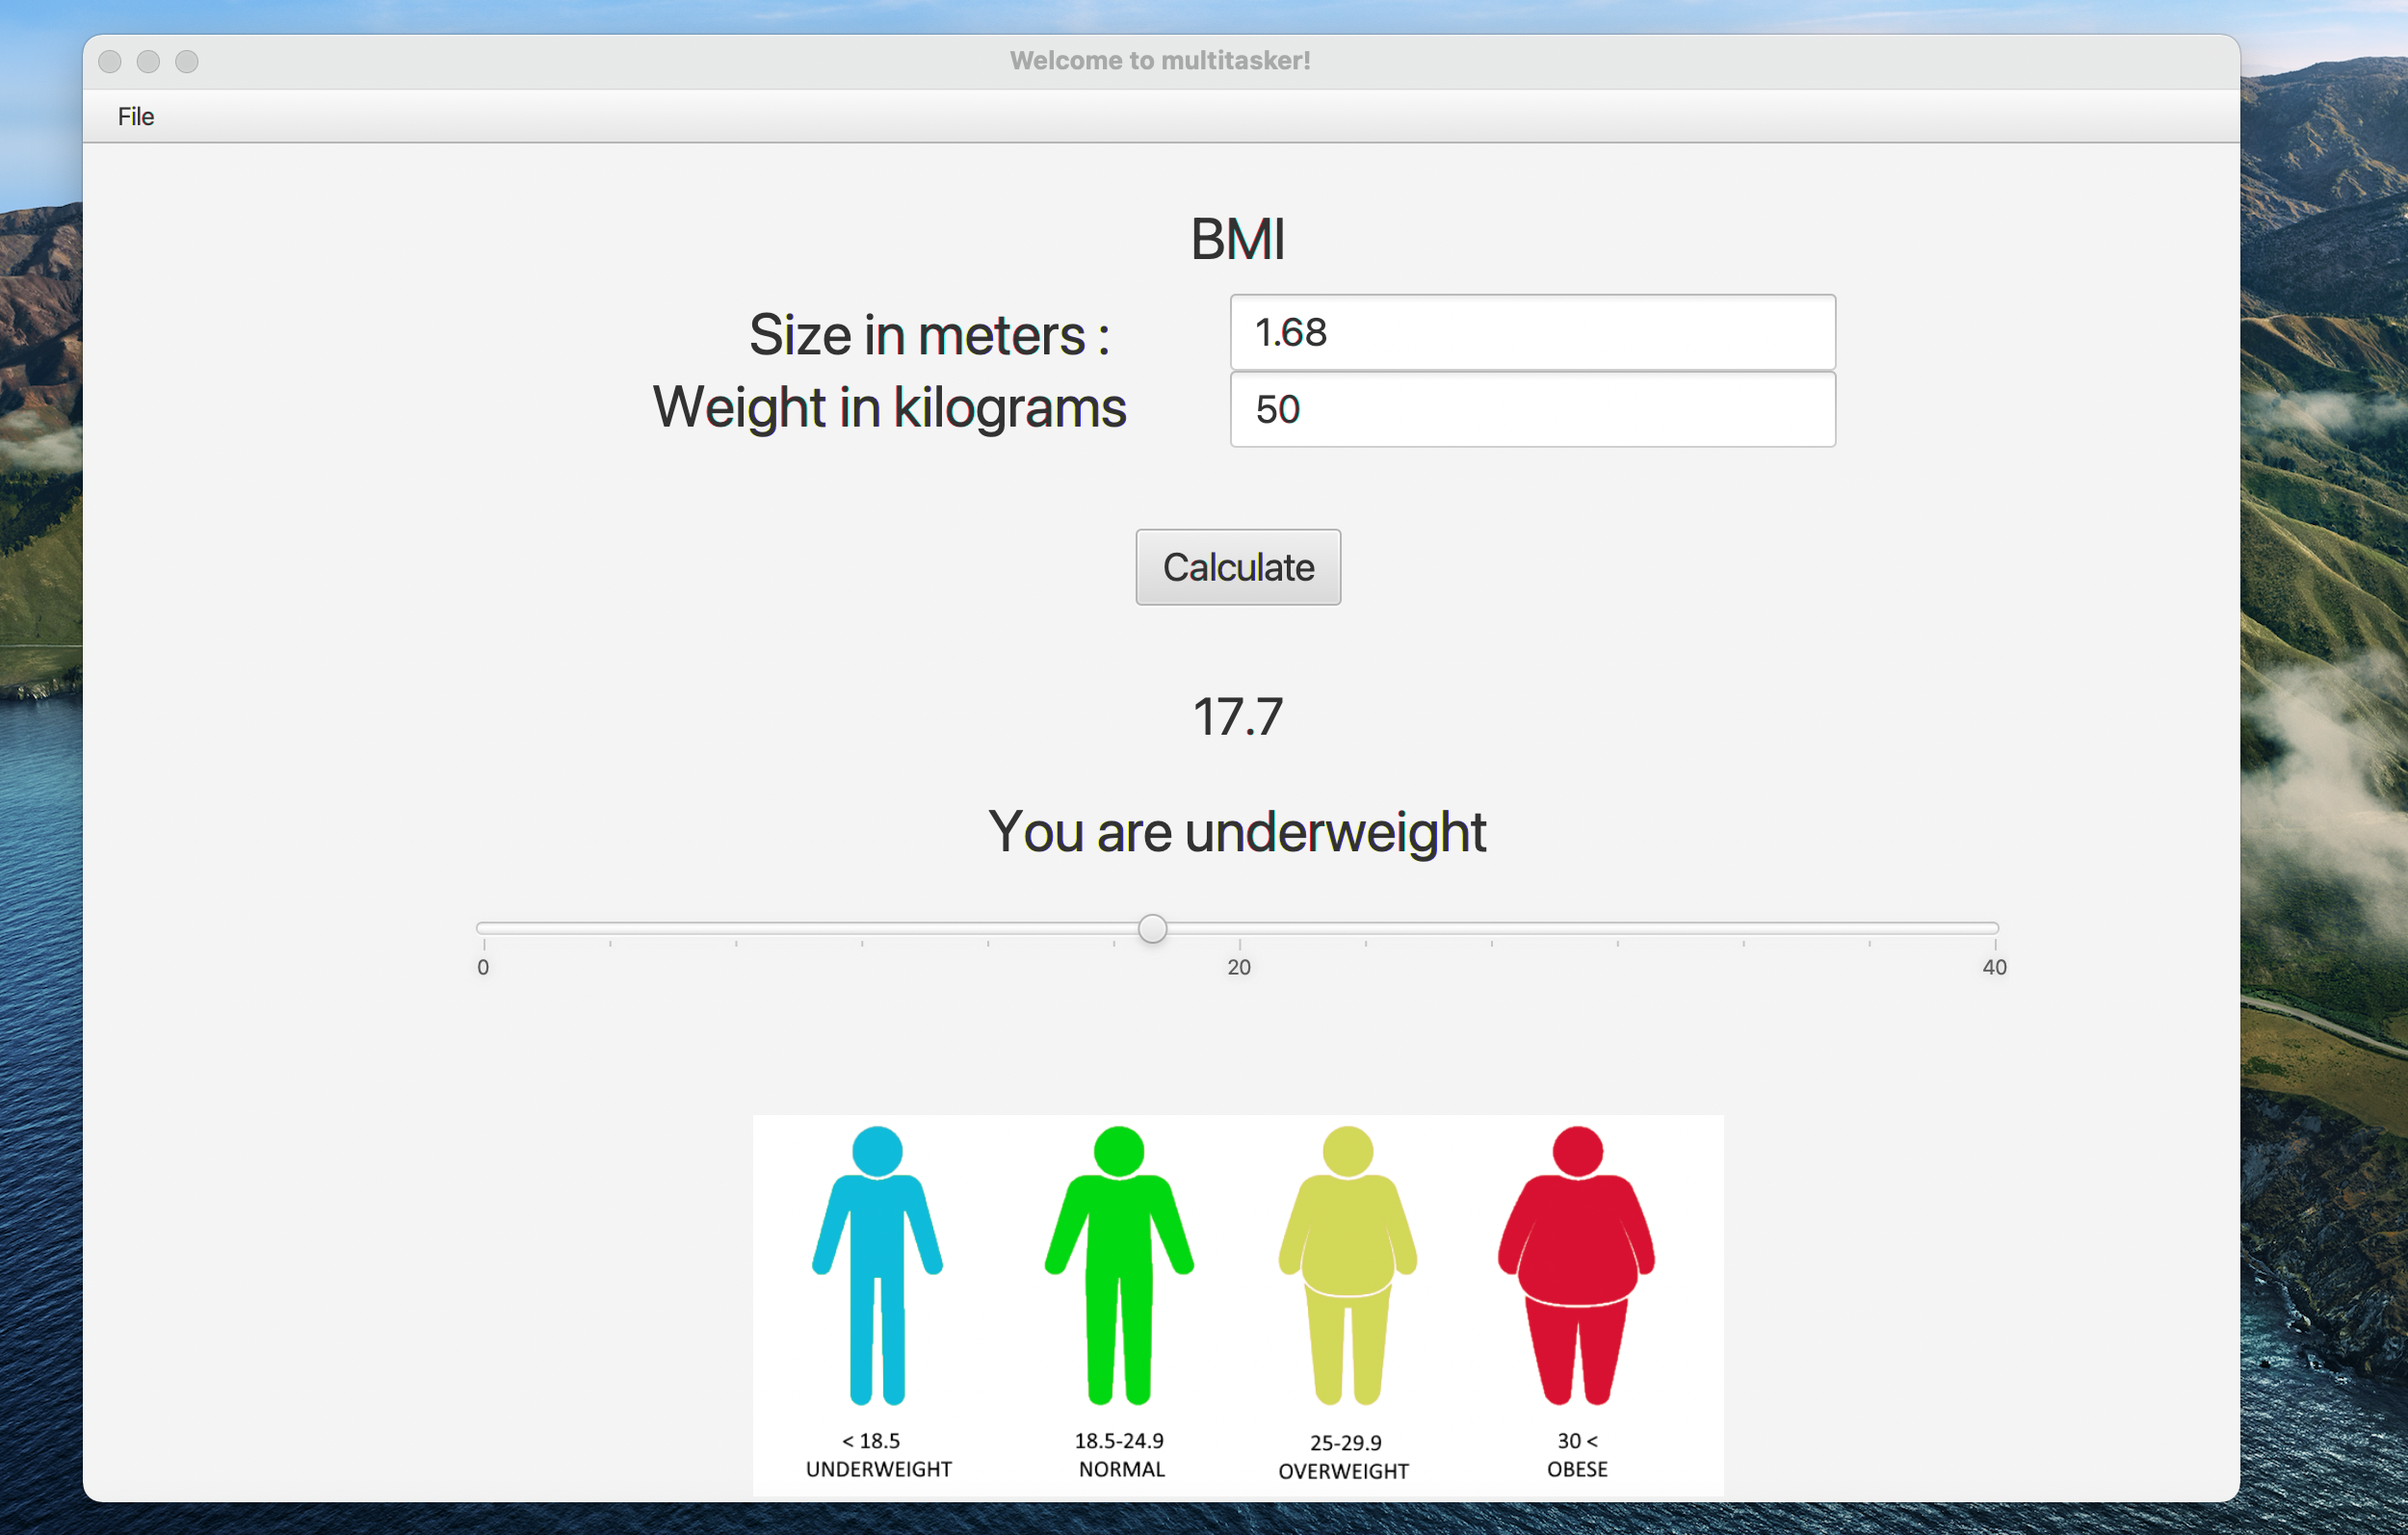 Welcome to multitasker!
File
BMI
Size in meters :
1.68
Weight in kilograms
50
Calculate
17.7
You are underweight
0
20
40
< 18.5
UNDERWEIGHT
18.5-24.9
NORMAL
25-29.9
OVERWEIGHT
30 <
OBESE